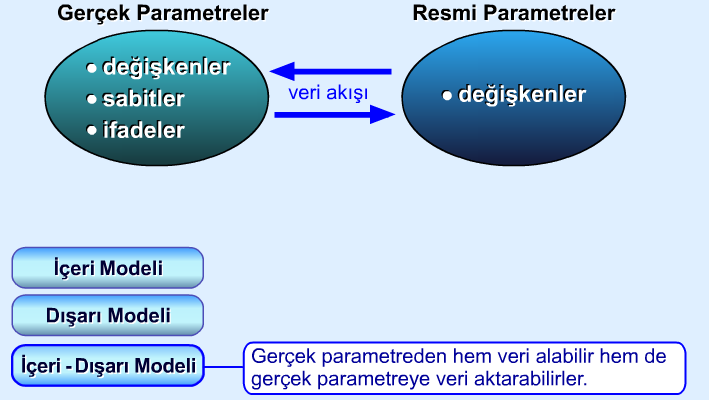 Gerçek Parametreler
Resmi Parametreler
• değişkenler
• sabitler
• ifadeler
veri akışı
• değişkenler
İçeri Modeli
Dışarı Modeli
İçeri - Dışarı Modeli
Gerçek parametreden hem veri alabilir hem de
gerçek parametreye veri aktarabilirler.